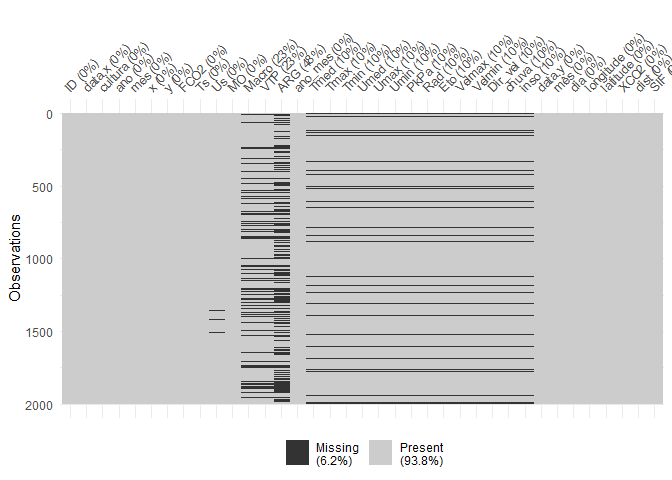 ID (0%)
data.x (0%)
cultura (0%)
ano (0%)
mes (0%)
x (0%)
y (0%)
FCO2 (0%)
Ts (0%)
Us (0%)
MO (0%)
Macro (23%)
VTP (23%)
ARG
ano_mes (0%)
Tmed (10%)
Tmax (10%)
Tmin (10%)
Umed (10%)
Umax (10%)
Umin (10%)
PkPa (10%)
Rad (10%)
Eto (10%)
Velmax (10%)
Velmin (10%)
Dir_vel (10%)
chuva (10%)
inso (10%)
data.y (0%)
mês (0%)
dia (0%)
longitude (0%)
latitude (0%)
XCO2 (0%)
dist (0%)
SIF
0
500
1000
1500
2000
Observations
Missing
(6.2%)
Present
(93.8%)